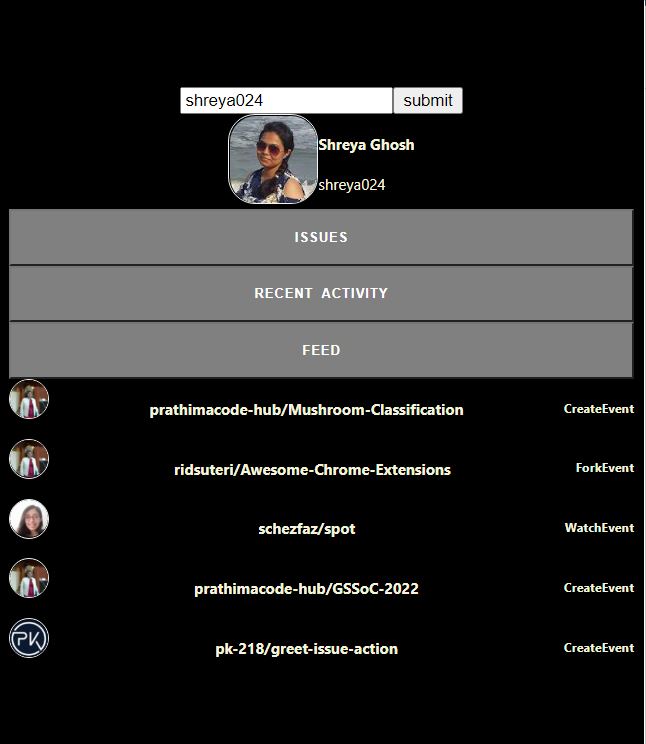 shreya024 submit
Shreya Ghosh
shreya024
ISSUES
RECENT ACTIVITY
FEED
prathimacode-hub/Mushroom-Classification CreateEvent
ridsuteri/Awesome-Chrome-Extensions ForkEvent
schezfaz/spot WatchEvent
prathimacode-hub/GSSoC-2022 CreateEvent
PK pk-218/greet-issue-action CreateEvent